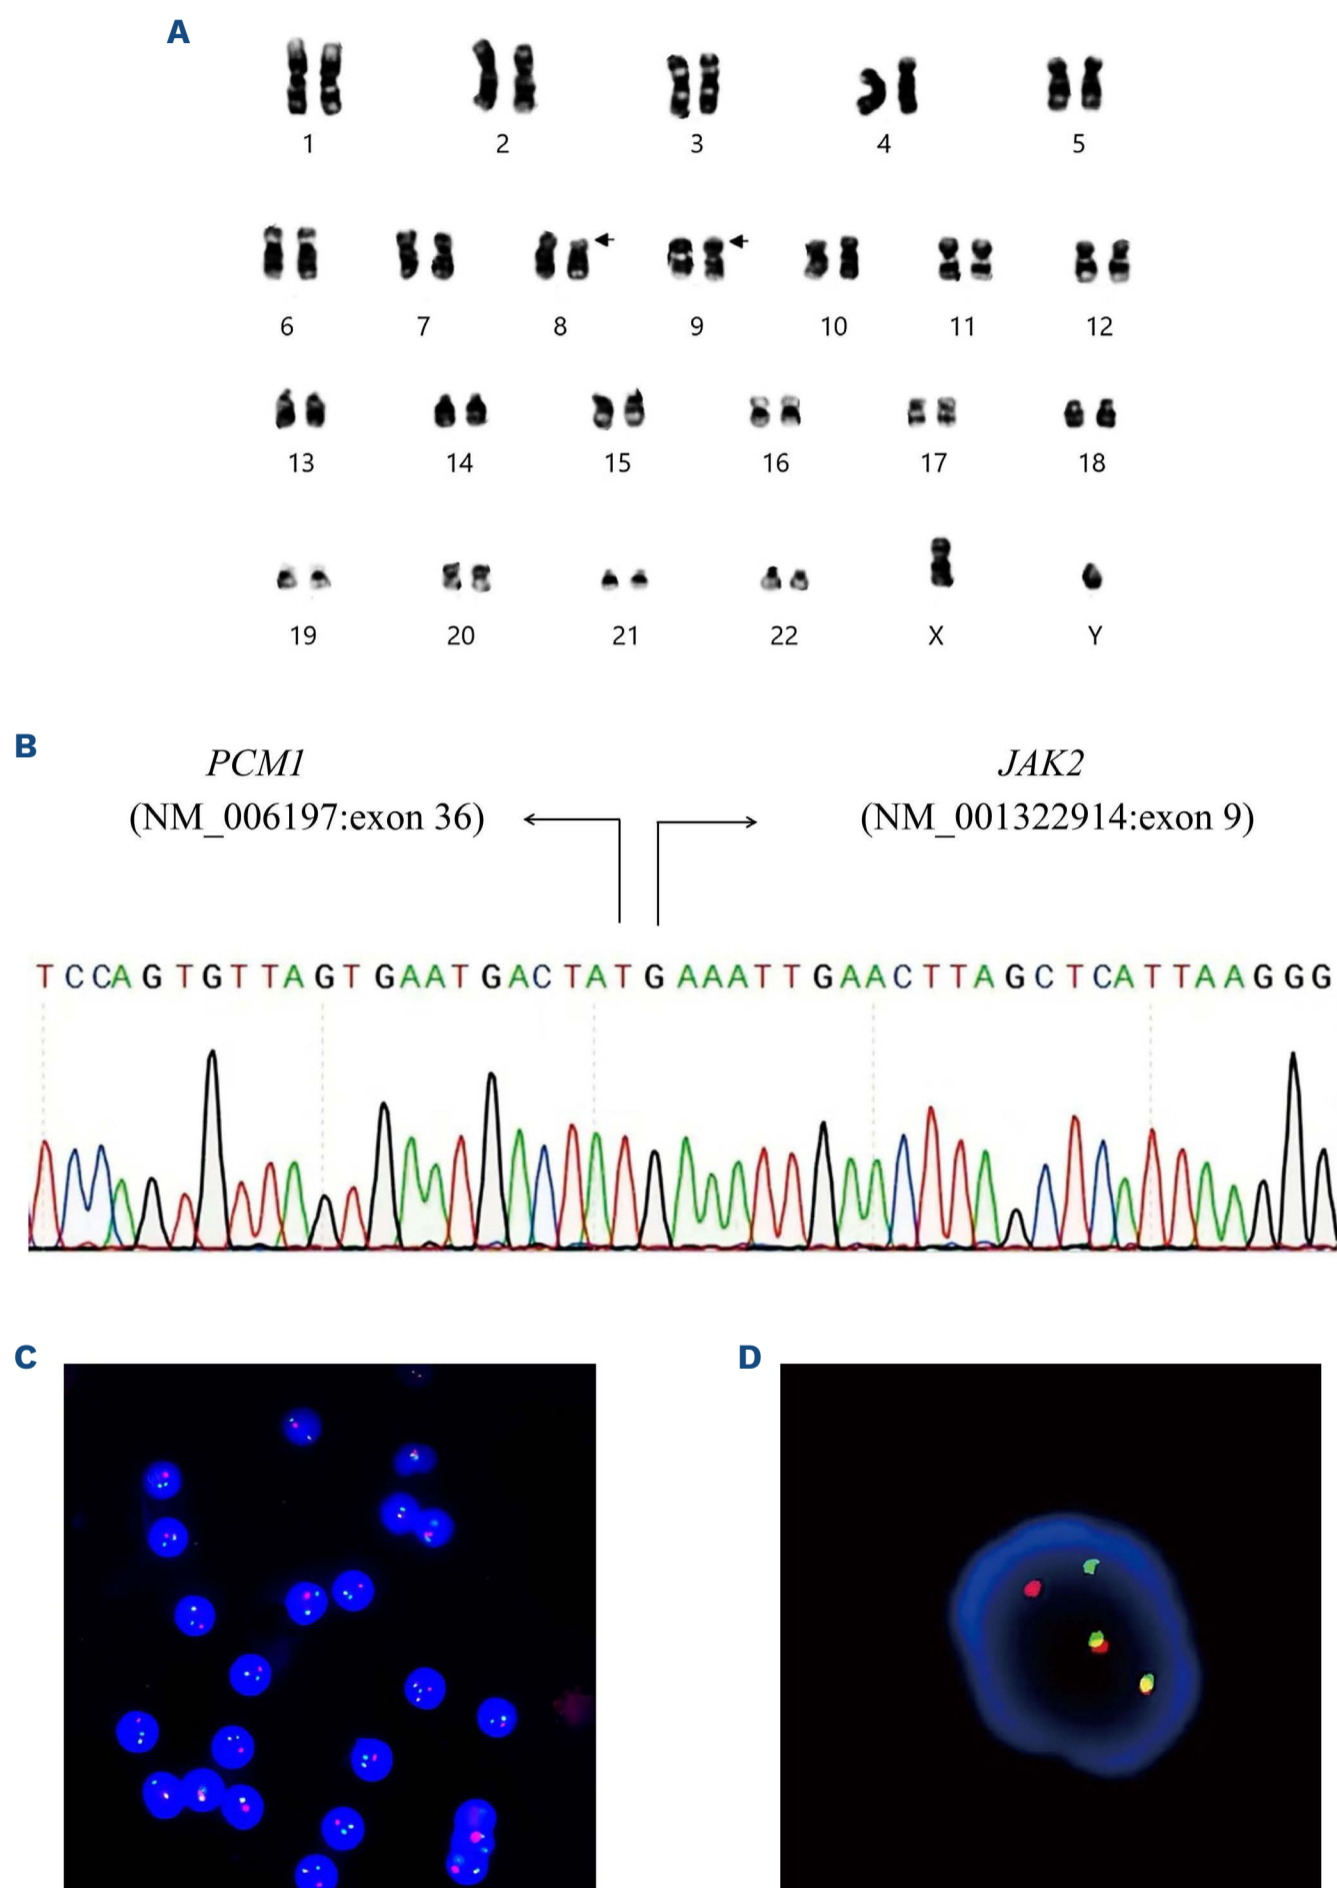 A
1 2 3 4 5
6 7 8 9 10 11 12
13 14 15 16 17 18
19 20 21 22 X Y
B
PCM1 JAK2
(NM_006197:exon 36) (NM_001322914:exon 9)
TCCAGTGTTAGTGAATGACTATGAAATTGAACTTAGCTCATTAAGGG
C D